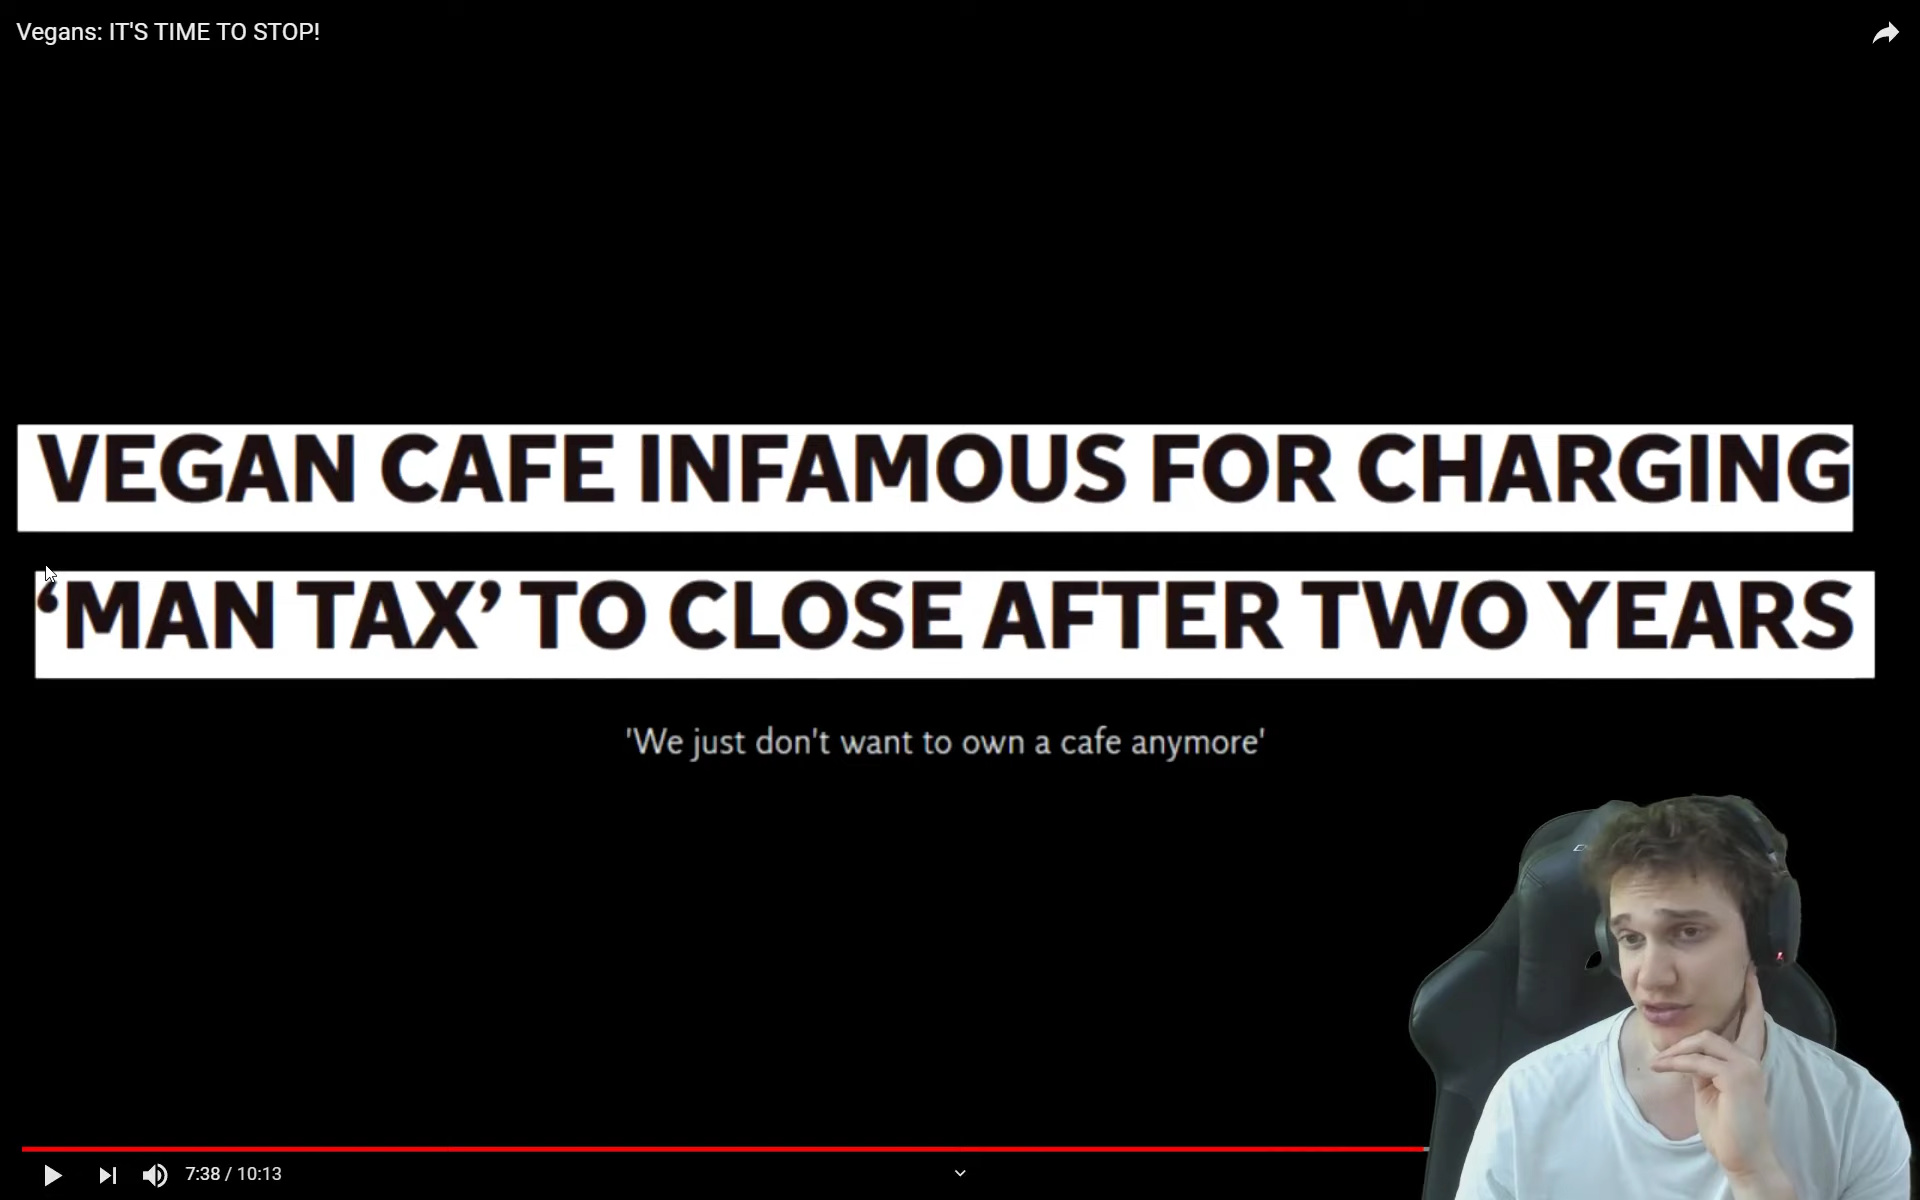 Vegans: IT'S TIME TO STOP!
VEGAN CAFE INFAMOUS FOR CHARGING
‘MAN TAX’ TO CLOSE AFTER TWO YEARS
'We just don't want to own a cafe anymore'
7:38 / 10:13